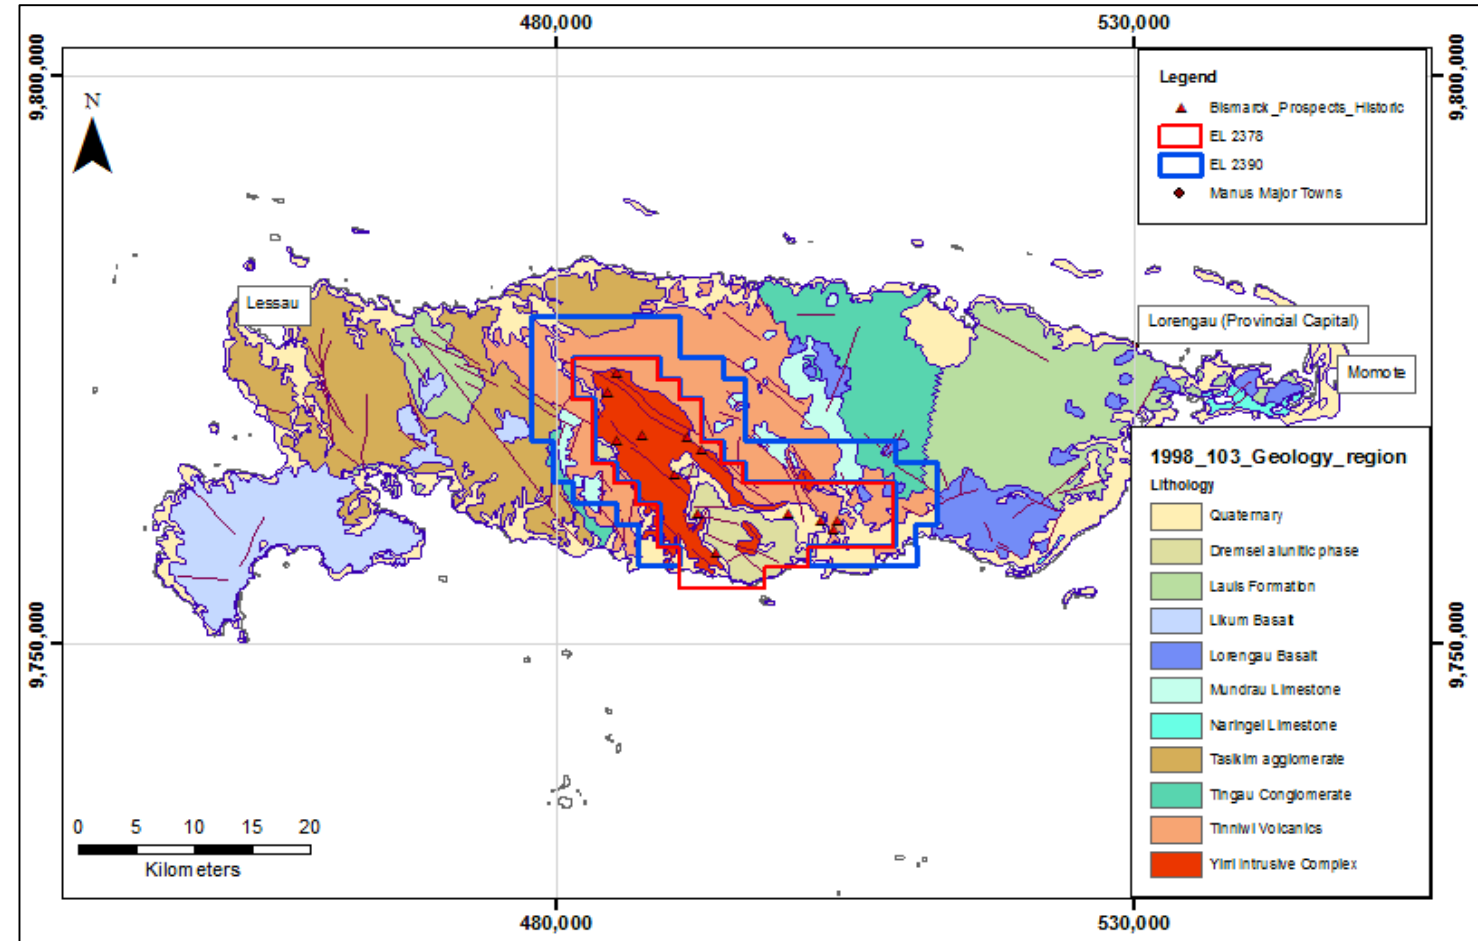 480,000
530,000
9,800,000
9,800,000
N
Legend
Bismarck_Prospects_Historic
EL 2378
EL 2390
Manus Major Towns
Lessau
Lorengau (Provincial Capital)
Momote
1998_103_Geology_region
Lithology
Quaternary
Dremsel alunitic phase
Lauis Formation
Likum Basalt
Lorengau Basalt
Mundrau Limestone
Naringel Limestone
Tasikim agglomerate
Tingau Conglomerate
Tinniwi Volcanics
Yirri Intrusive Complex
9,750,000
9,750,000
0 5 10 15 20
Kilometers
480,000
530,000